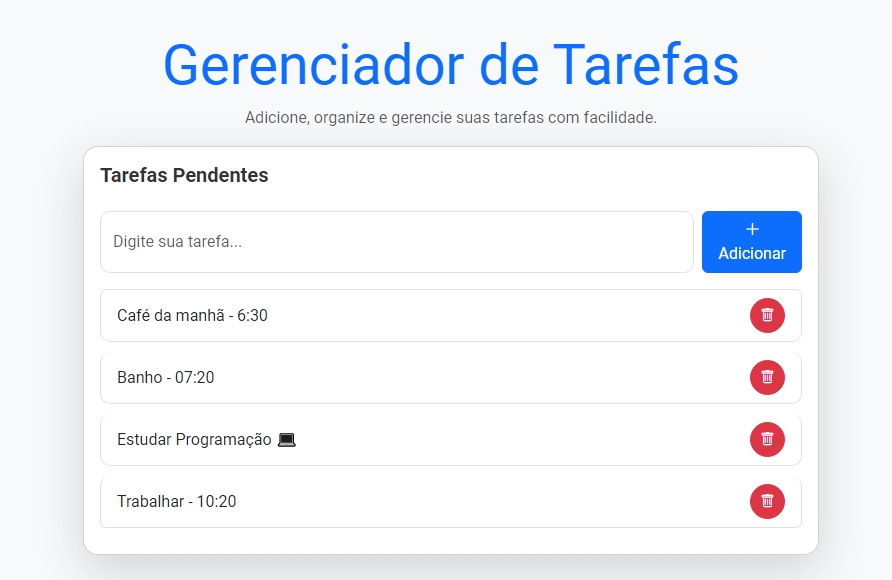 Gerenciador de Tarefas
Adicione, organize e gerencie suas tarefas com facilidade.
Tarefas Pendentes
Digite sua tarefa...
+
Adicionar
Café da manhã - 6:30
Banho - 07:20
Estudar Programação 💻
Trabalhar - 10:20